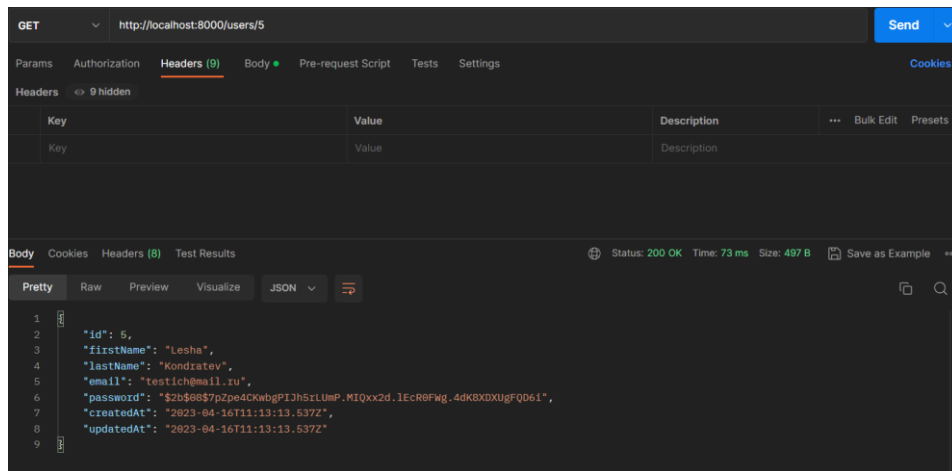 GET http://localhost:8000/users/5 Send
Params Authorization Headers (9) Body Pre-request Script Tests Settings Cookies
Headers 9 hidden
Key Value Description ••• Bulk Edit Presets
Key Value Description
Body Cookies Headers (8) Test Results Status: 200 OK Time: 73 ms Size: 497 B Save as Example
Pretty Raw Preview Visualize JSON
1 {
2 "id": 5,
3 "firstName": "Lesha",
4 "lastName": "Kondratev",
5 "email": "testich@mail.ru",
6 "password": "$2b$08$7pZpe4CKwbgPIJh5rLUmP.MIQxx2d.lEcR0FWg.4dK8XDXUgFQD6i",
7 "createdAt": "2023-04-16T11:13:13.537Z",
8 "updatedAt": "2023-04-16T11:13:13.537Z"
9 }